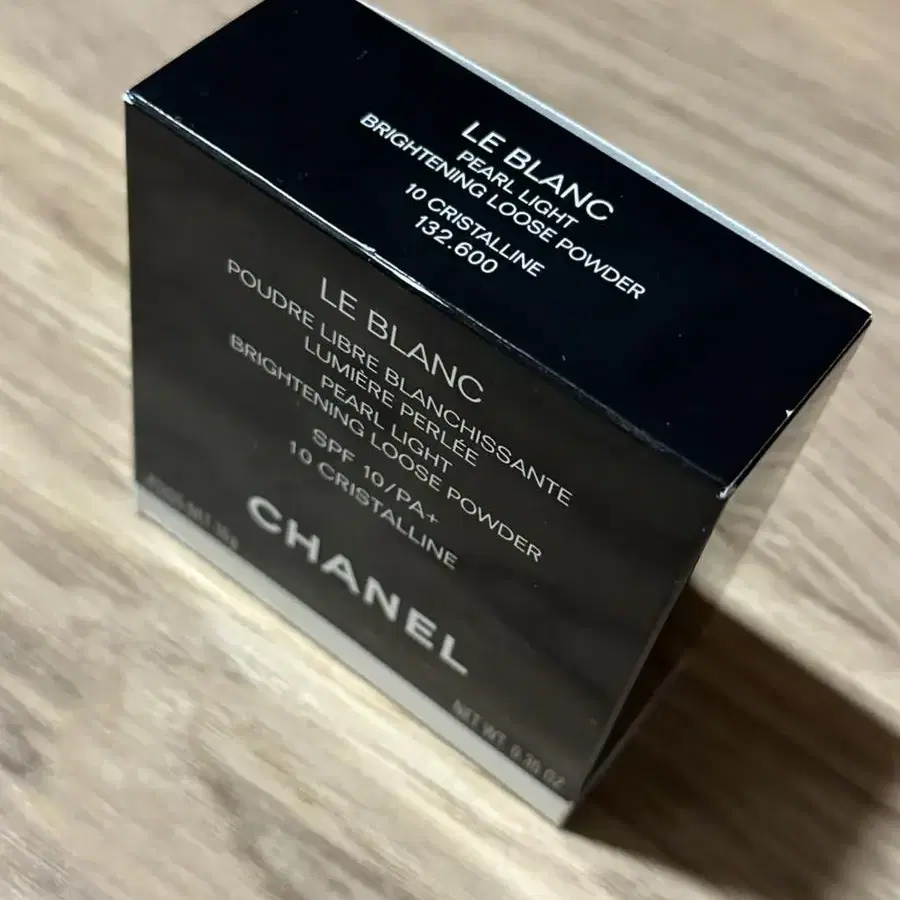 LE BLANC
PEARL LIGHT
BRIGHTENING LOOSE POWDER
10 CRISTALLINE
132.600
LE BLANC
POUDRE LIBRE BLANCHISSANTE
LUMIÈRE PERLÉE
PEARL LIGHT
BRIGHTENING LOOSE POWDER
SPF 10/PA+
10 CRISTALLINE
CHANEL
NET WT. 0.35 OZ